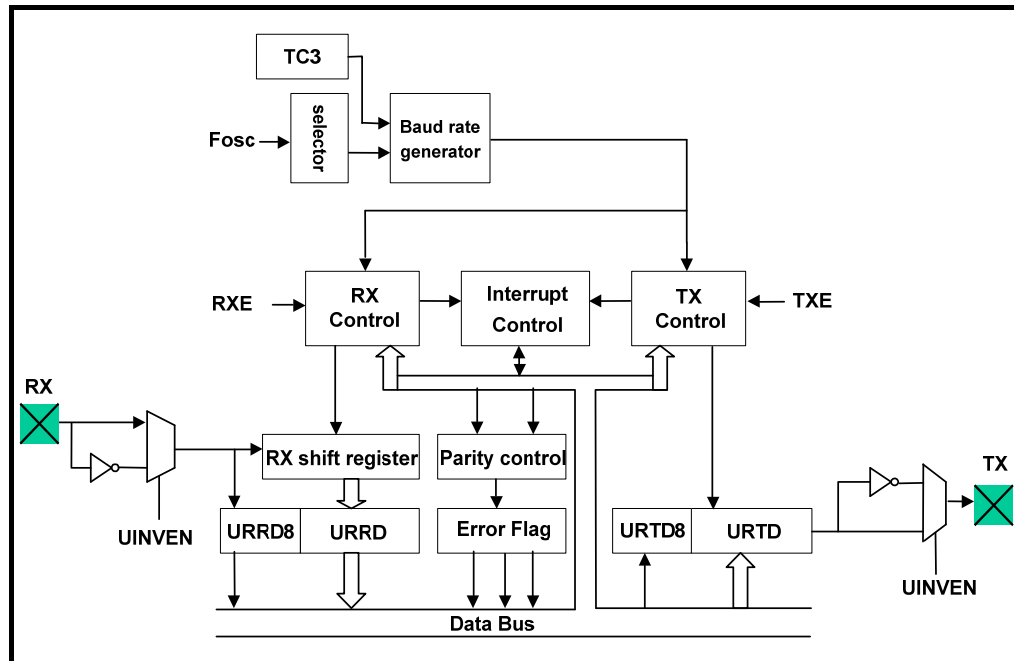 TC3
selector
Fosc
Baud rate
generator
RXE
RX
Control
Interrupt
Control
TX
Control
TXE
RX
RX shift register
Parity control
TX
UINVEN
URRD8
URRD
Error Flag
URTD8
URTD
UINVEN
Data Bus